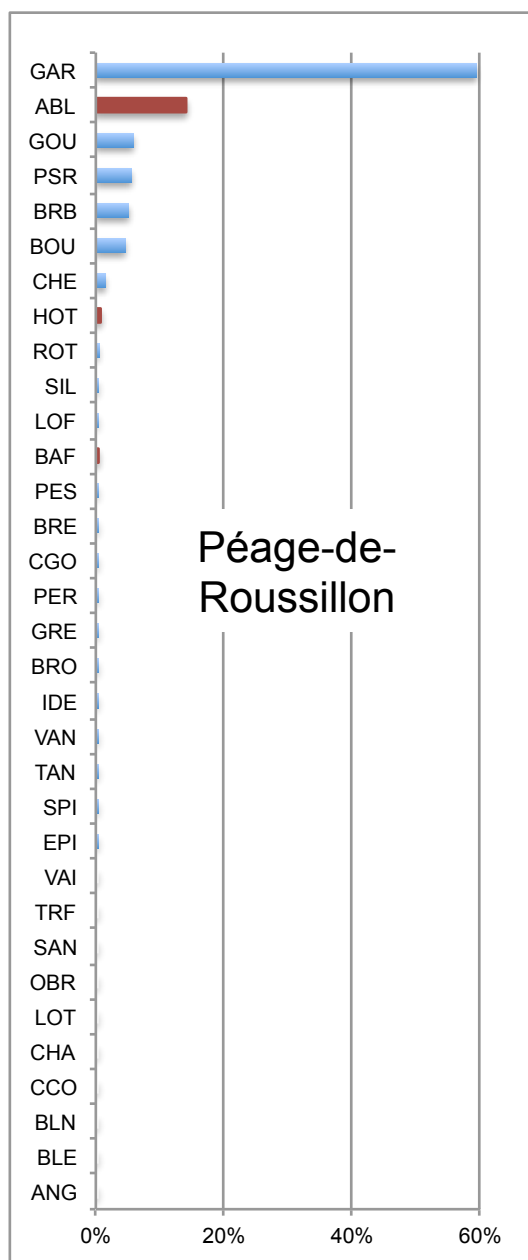 GAR
ABL
GOU
PSR
BRB
BOU
CHE
HOT
ROT
SIL
LOF
BAF
PES
BRE
CGO
PER
GRE
BRO
IDE
VAN
TAN
SPI
EPI
VAI
TRF
SAN
OBR
LOT
CHA
CCO
BLN
BLE
ANG
Péage-de-
Roussillon
0% 20% 40% 60%